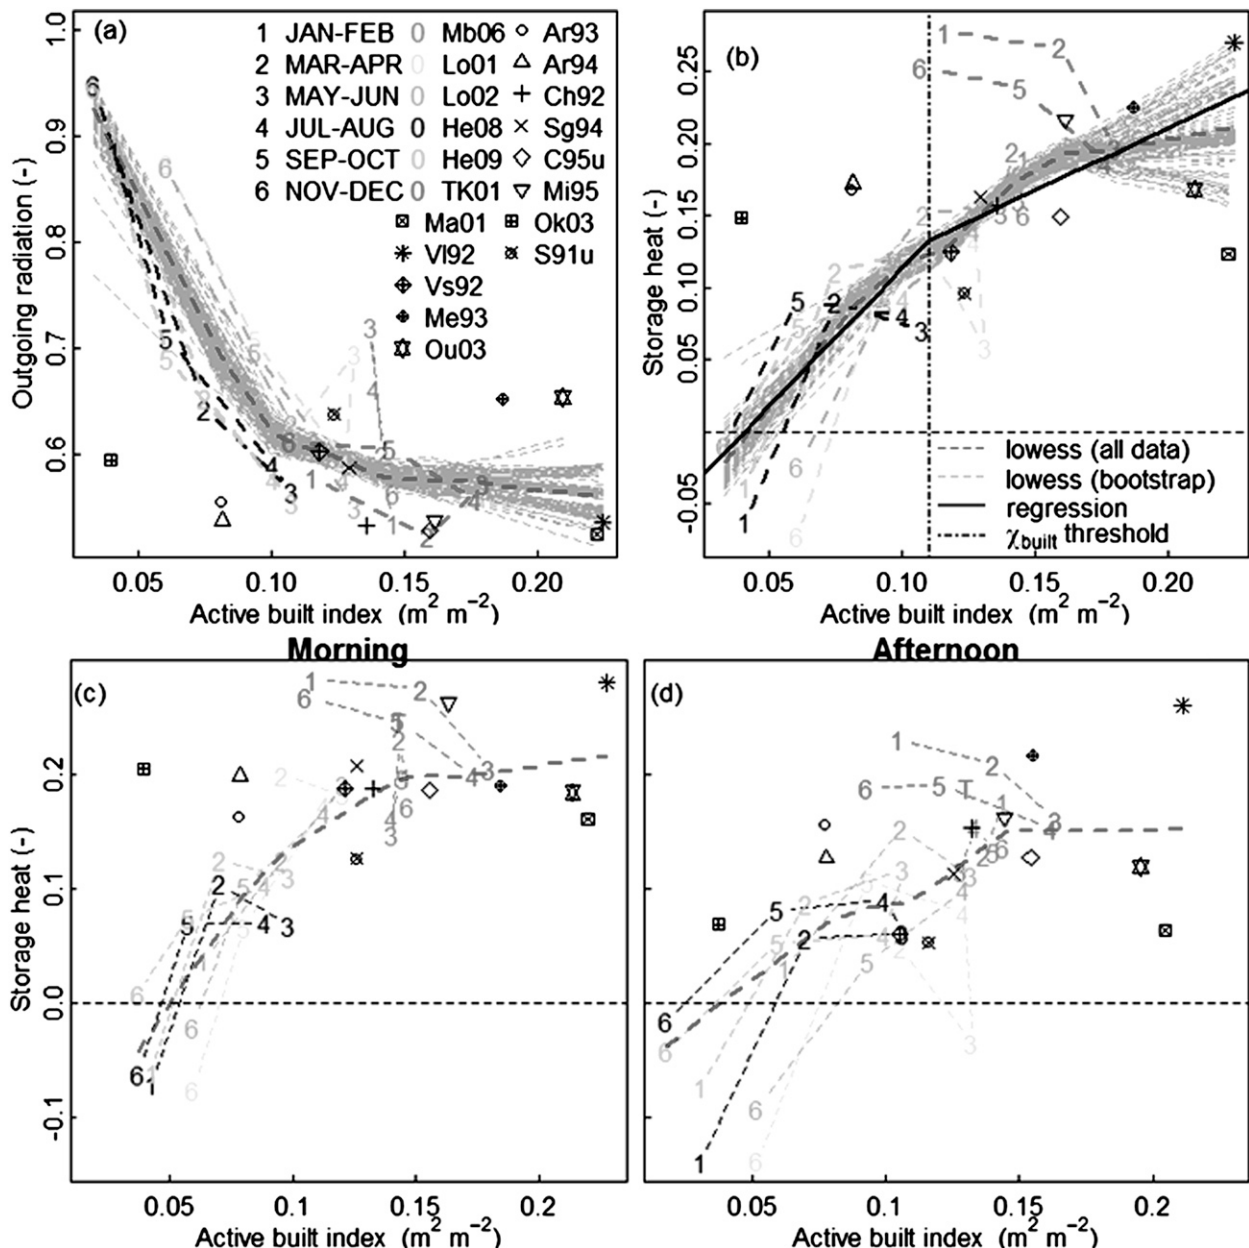 (a)
1 JAN-FEB 0 Mb06 Ar93
2 MAR-APR 0 Lo01 Ar94
3 MAY-JUN 0 Lo02 Ch92
4 JUL-AUG 0 He08 Sg94
5 SEP-OCT 0 He09 C95u
6 NOV-DEC 0 TK01 Mi95
Ma01 Ok03
Vl92 S91u
Vs92
Me93
Ou03
Outgoing radiation (-)
1.0
0.9
0.8
0.7
0.6
0.05 0.10 0.15 0.20
Active built index (m² m⁻²)
(b)
Storage heat (-)
0.25
0.20
0.15
0.10
0.05
-0.05
lowess (all data)
lowess (bootstrap)
regression
χbuilt threshold
0.05 0.10 0.15 0.20
Active built index (m² m⁻²)
Morning
(c)
Storage heat (-)
0.2
0.1
0.0
-0.1
0.05 0.10 0.15 0.2
Active built index (m² m⁻²)
Afternoon
(d)
0.05 0.10 0.15 0.2
Active built index (m² m⁻²)